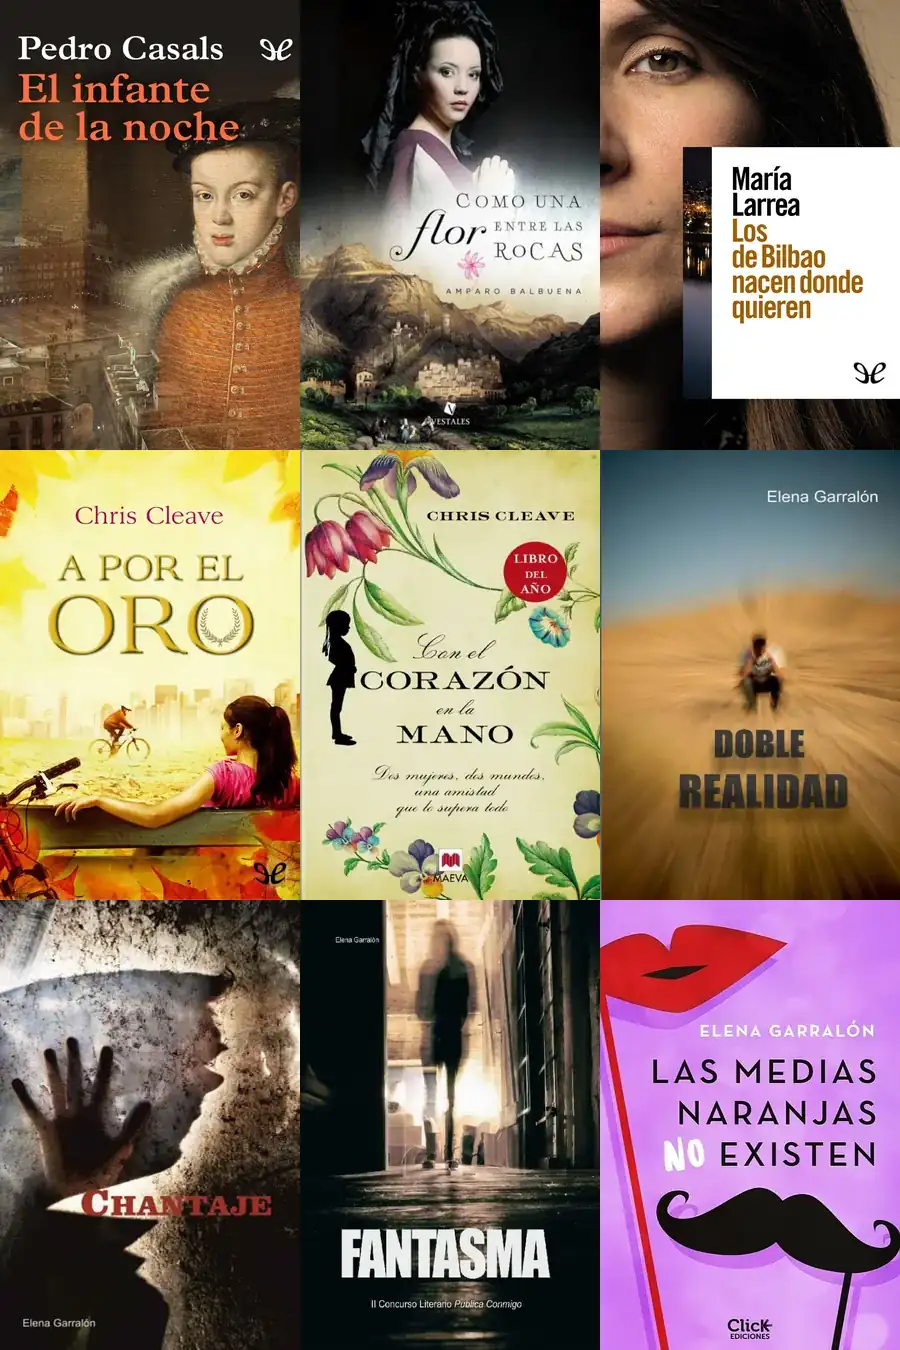 Pedro Casals
El infante
de la noche
COMO UNA
flor ENTRE LAS
ROCAS
AMPARO BALBUENA
VESTALES
María
Larrea
Los
de Bilbao
nacen donde
quieren
Chris Cleave
A POR EL
ORO
CHRIS CLEAVE
LIBRO
DEL
AÑO
Con el
CORAZÓN
en la
MANO
Dos mujeres, dos mundos,
una amistad
que lo supera todo
MAEVA
Elena Garralón
DOBLE
REALIDAD
CHANTAJE
Elena Garralón
Elena Garralón
FANTASMA
II Concurso Literario Publica Conmigo
ELENA GARRALÓN
LAS MEDIAS
NARANJAS
NO EXISTEN
Click
EDICIONES